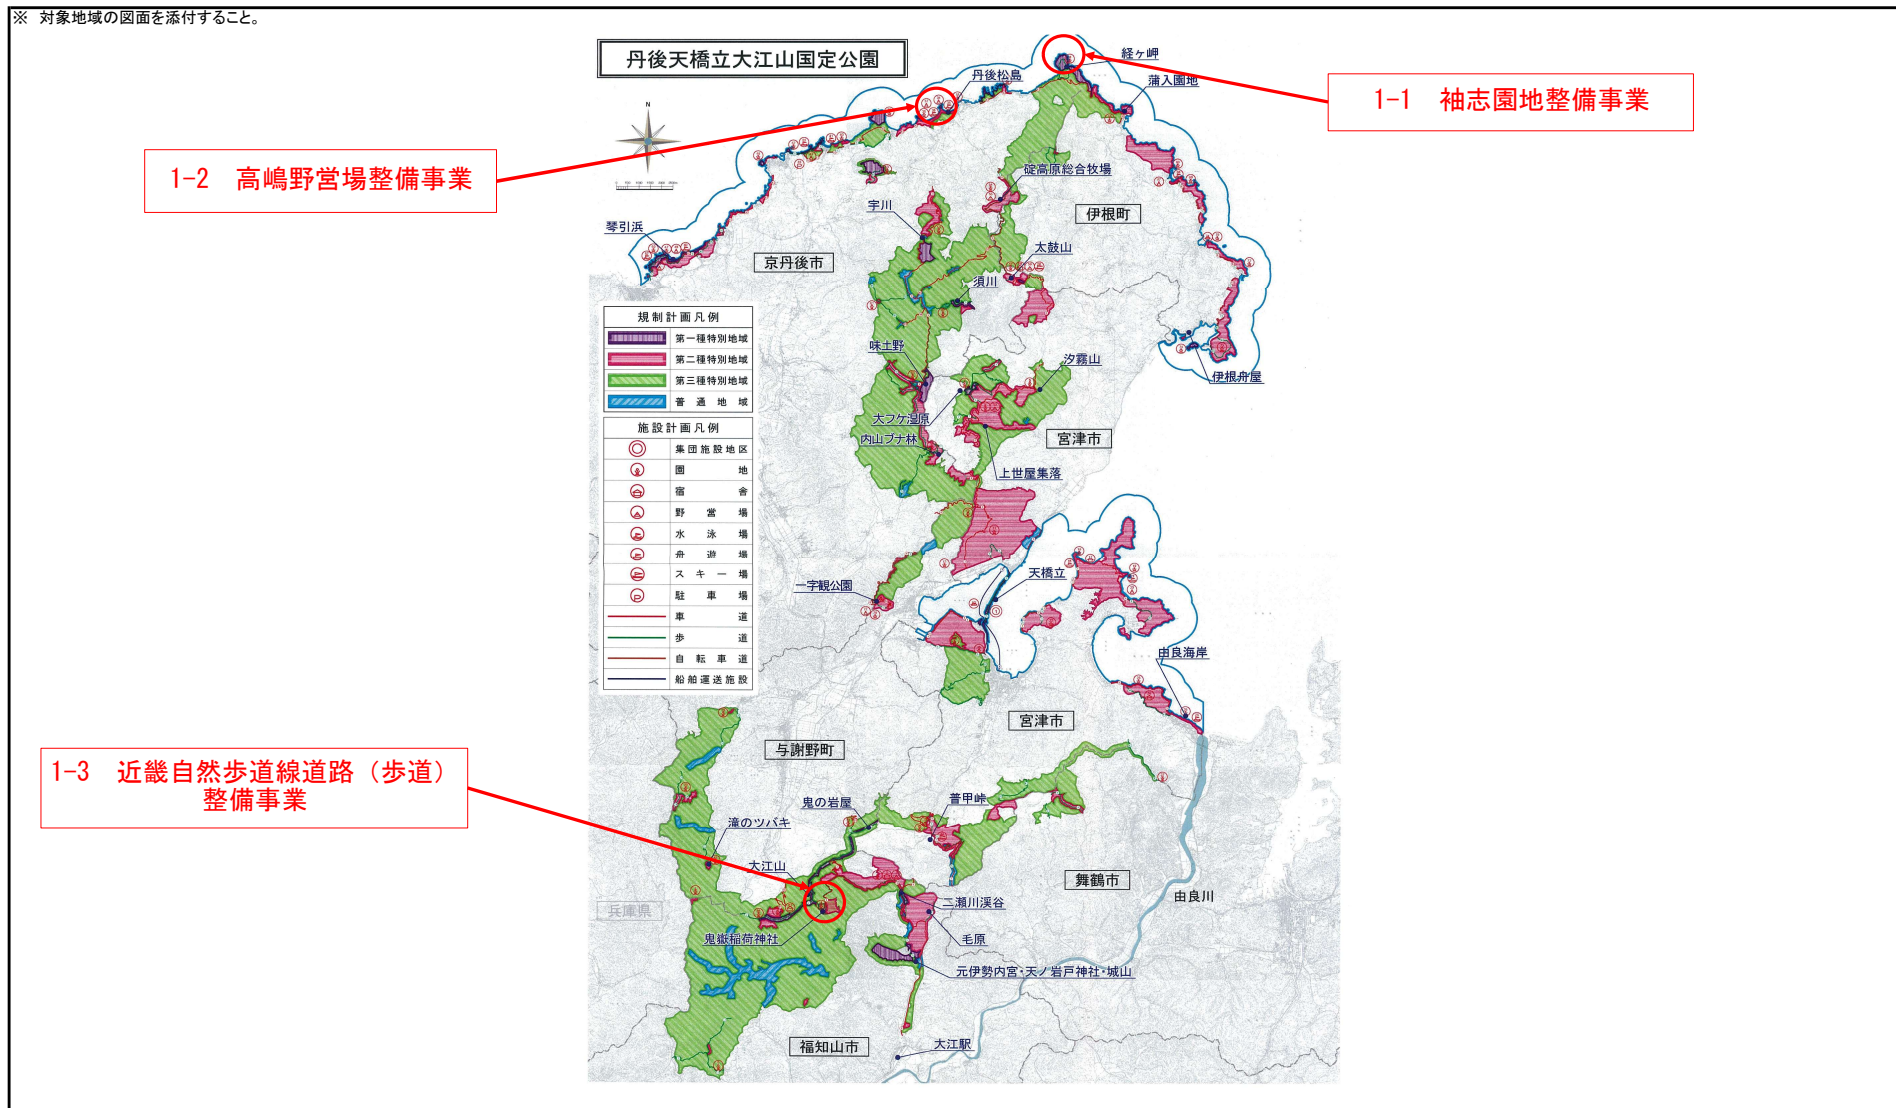 ※ 対象地域の図面を添付すること。
丹後天橋立大江山国定公園
経ヶ岬
丹後松島
蒲入園地
1-1 袖志園地整備事業
N
1-2 高嶋野営場整備事業
碇高原総合牧場
宇川
伊根町
琴引浜
京丹後市
太鼓山
須川
規制計画凡例
第一種特別地域
第二種特別地域
第三種特別地域
普通地域
味土野
汐霧山
伊根舟屋
大フケ湿原
内山ブナ林
宮津市
上世屋集落
施設計画凡例
集団施設地区
園地
宿舎
野営場
水泳場
舟遊場
スキー場
駐車場
車道
歩道
自転車道
船舶運送施設
一字観公園
天橋立
由良海岸
宮津市
与謝野町
1-3 近畿自然歩道線道路（歩道）
整備事業
鬼の岩屋
普甲峠
滝のツバキ
大江山
舞鶴市
由良川
兵庫県
二瀬川渓谷
鬼嶽稲荷神社
毛原
元伊勢内宮・天ノ岩戸神社・城山
福知山市
大江駅